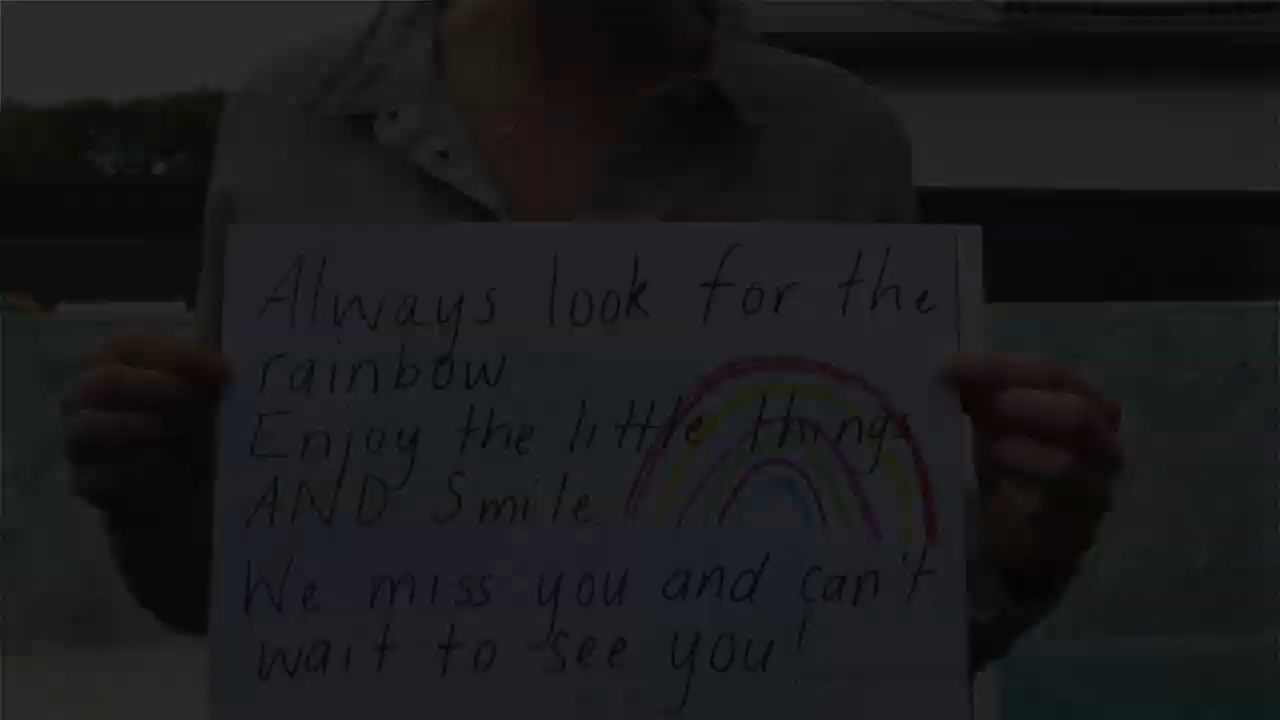 Always look for the
rainbow
Enjoy the little things
AND Smile
We miss you and can't
wait to see you!